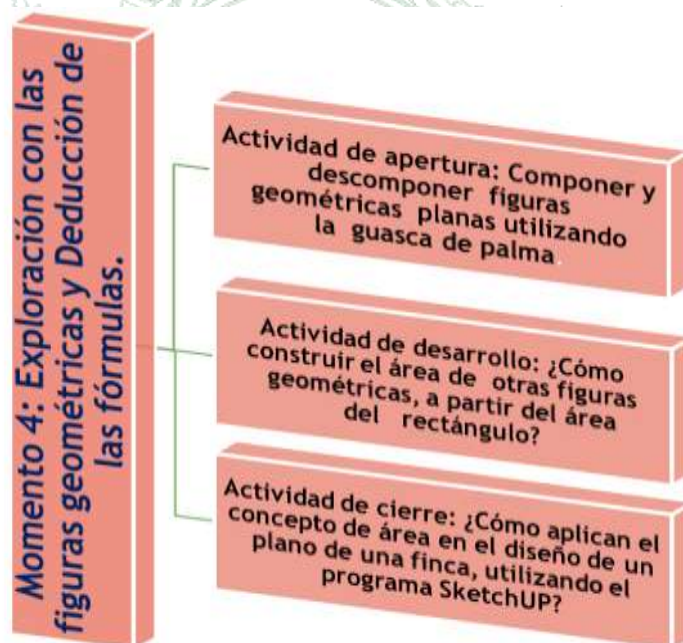 Momento 4: Exploración con las
figuras geométricas y Deducción de
las fórmulas.
Actividad de apertura: Componer y
descomponer figuras
geométricas planas utilizando
la guasca de palma.
Actividad de desarrollo: ¿Cómo
construir el área de otras figuras
geométricas, a partir del área
del rectángulo?
Actividad de cierre: ¿Cómo aplican el
concepto de área en el diseño de un
plano de una finca, utilizando el
programa SketchUP?